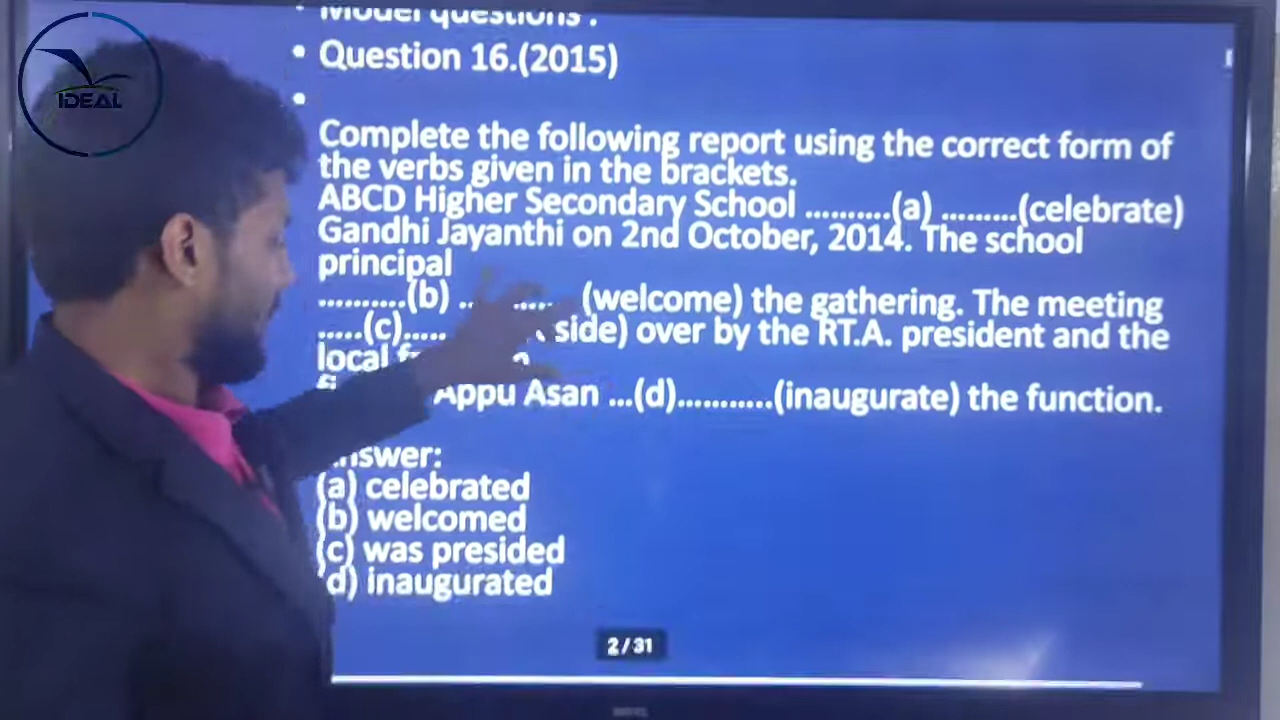 IDEAL
Model questions .
• Question 16.(2015)
•
Complete the following report using the correct form of
the verbs given in the brackets.
ABCD Higher Secondary School ..........(a) .........(celebrate)
Gandhi Jayanthi on 2nd October, 2014. The school
principal
..........(b) .. ...... (welcome) the gathering. The meeting
.....(c)..... side) over by the RT.A. president and the
local
Appu Asan ...(d)...........(inaugurate) the function.
nswer:
(a) celebrated
(b) welcomed
(c) was presided
d) inaugurated
2/31